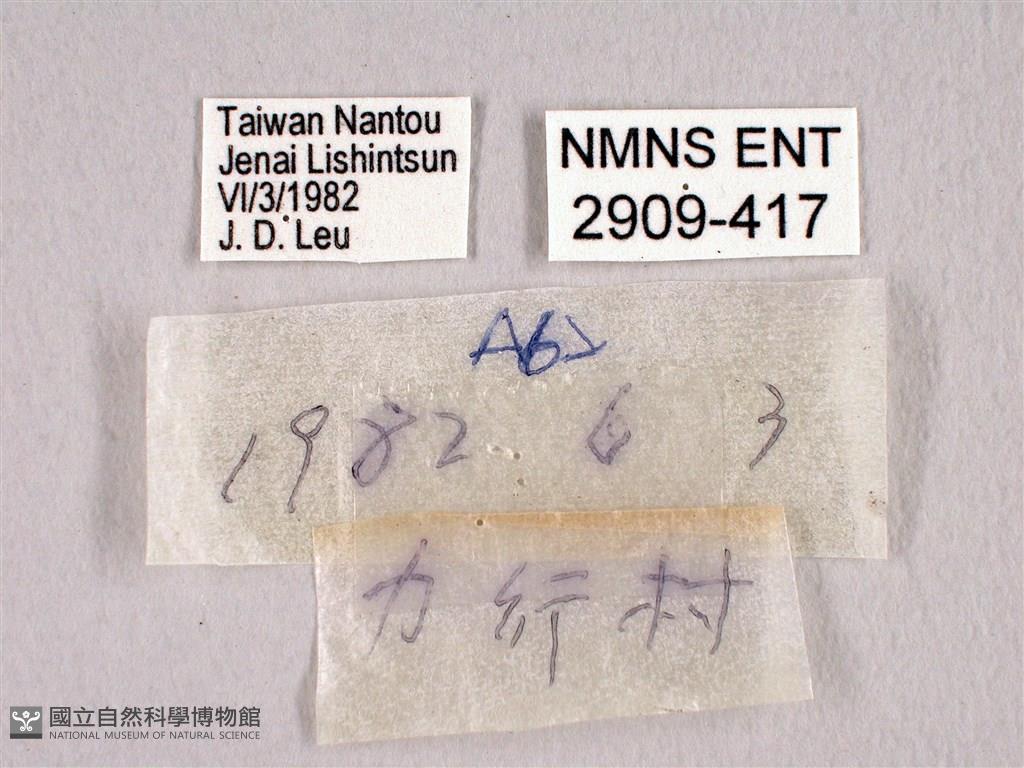 Taiwan Nantou
Jenai Lishintsun
VI/3/1982
J. D. Leu
NMNS ENT
2909-417
1982 6 3
力行村
國立自然科學博物館
NATIONAL MUSEUM OF NATURAL SCIENCE